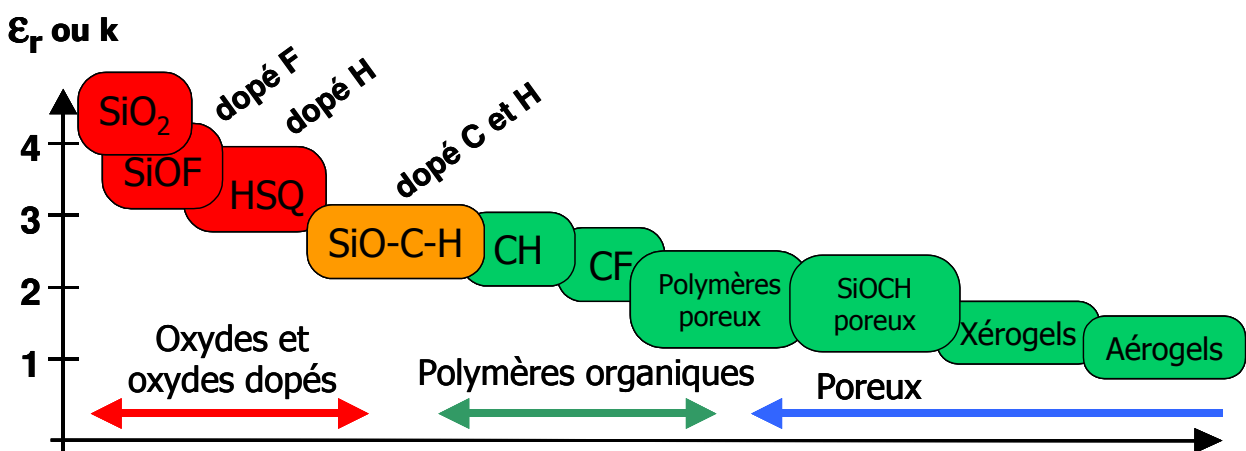 εr ou k
dopé F
dopé H
dopé C et H
SiO2
4
SiOF
HSQ
3
SiO-C-H
CH
CF
2
Polymères
poreux
SiOCH
poreux
Xérogels
Aérogels
1
Oxydes et
oxydes dopés
Polymères organiques
Poreux